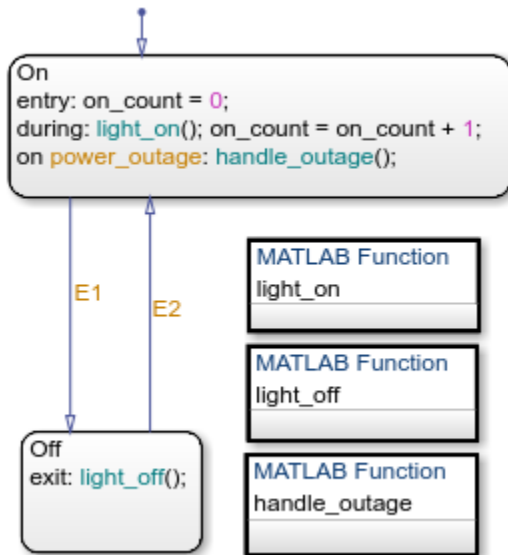 On
entry: on_count = 0;
during: light_on(); on_count = on_count + 1;
on power_outage: handle_outage();
E1
E2
MATLAB Function
light_on
MATLAB Function
light_off
Off
exit: light_off();
MATLAB Function
handle_outage